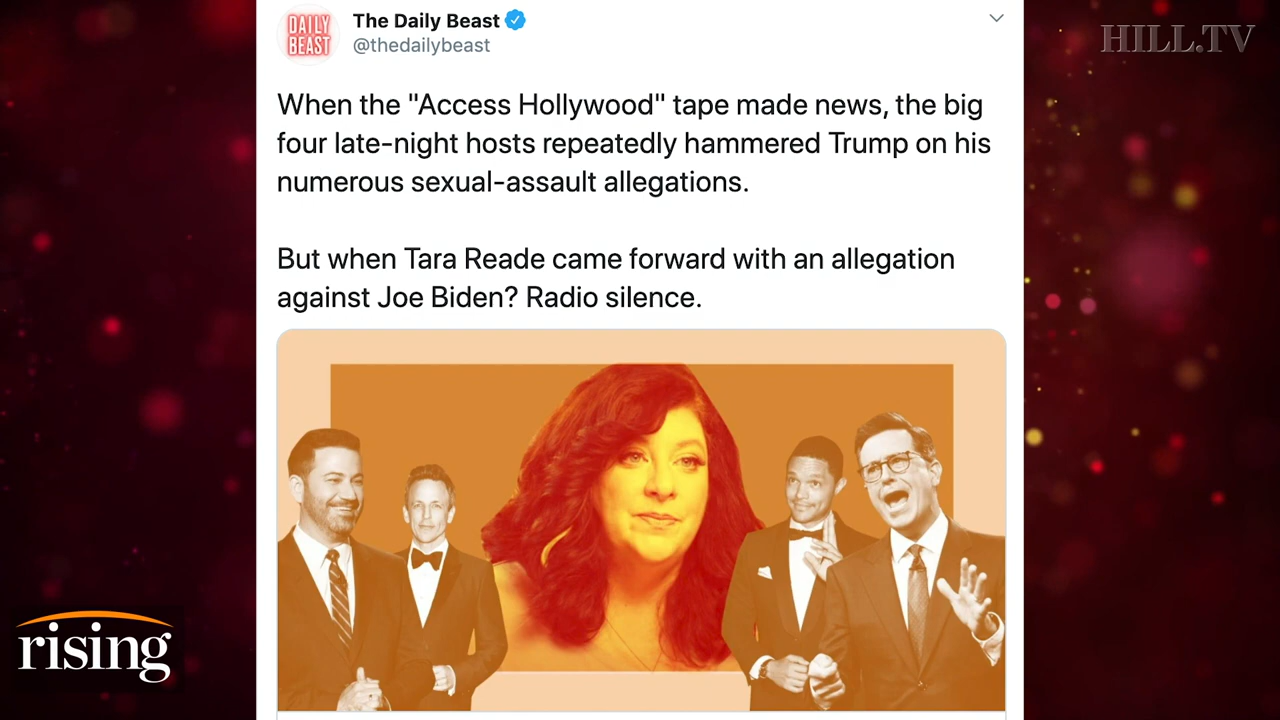 DAILY
BEAST
The Daily Beast
@thedailybeast
HILL.TV
When the "Access Hollywood" tape made news, the big
four late-night hosts repeatedly hammered Trump on his
numerous sexual-assault allegations.
But when Tara Reade came forward with an allegation
against Joe Biden? Radio silence.
rising